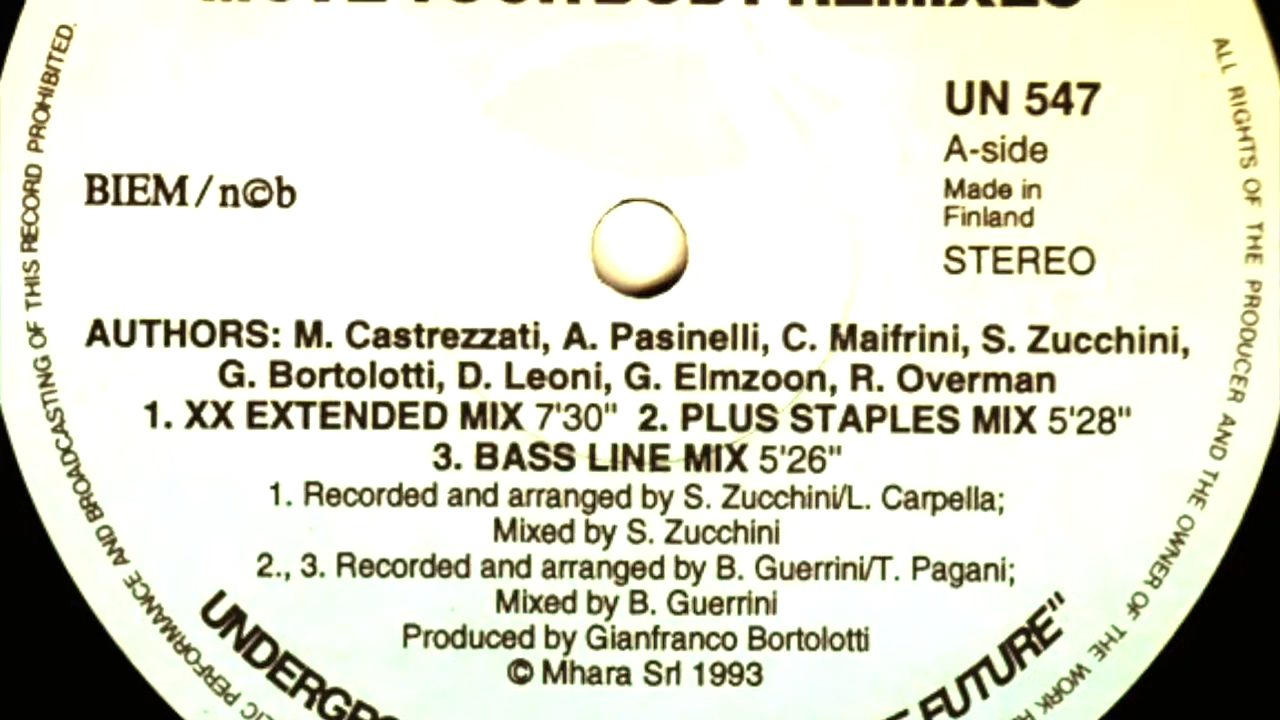 MOVE YOUR BODY REMIXES
UN 547
A-side
Made in
Finland
STEREO
BIEM/n©b
AUTHORS: M. Castrezzati, A. Pasinelli, C. Maifrini, S. Zucchini,
G. Bortolotti, D. Leoni, G. Elmzoon, R. Overman
1. XX EXTENDED MIX 7'30" 2. PLUS STAPLES MIX 5'28"
3. BASS LINE MIX 5'26"
1. Recorded and arranged by S. Zucchini/L. Carpella;
Mixed by S. Zucchini
2., 3. Recorded and arranged by B. Guerrini/T. Pagani;
Mixed by B. Guerrini
Produced by Gianfranco Bortolotti
© Mhara Srl 1993
FUTURE"
ALL RIGHTS OF THE PRODUCER AND THE OWNER OF THE WORK
PERFORMANCE AND BROADCASTING OF THIS RECORD PROHIBITED.